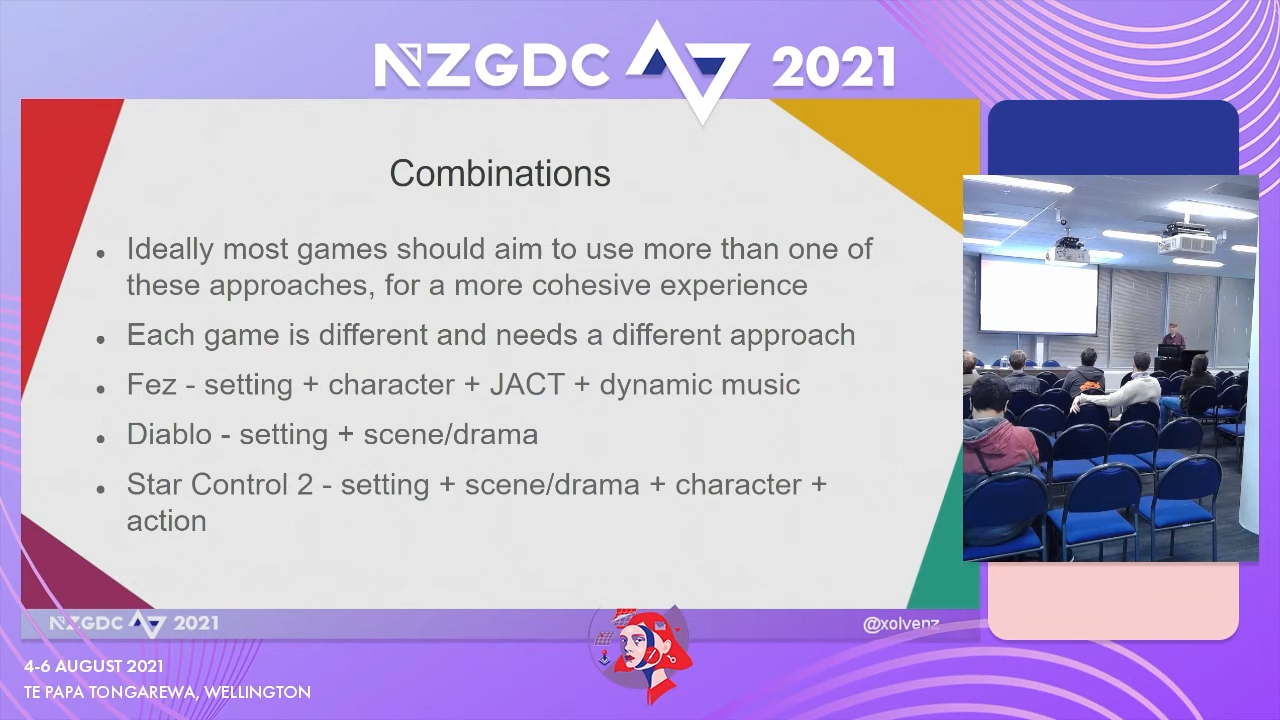 NZGDC 2021
Combinations
• Ideally most games should aim to use more than one of
these approaches, for a more cohesive experience
• Each game is different and needs a different approach
• Fez - setting + character + JACT + dynamic music
• Diablo - setting + scene/drama
• Star Control 2 - setting + scene/drama + character +
action
NZGDC 2021
@xolvenz
4-6 AUGUST 2021
TE PAPA TONGAREWA, WELLINGTON